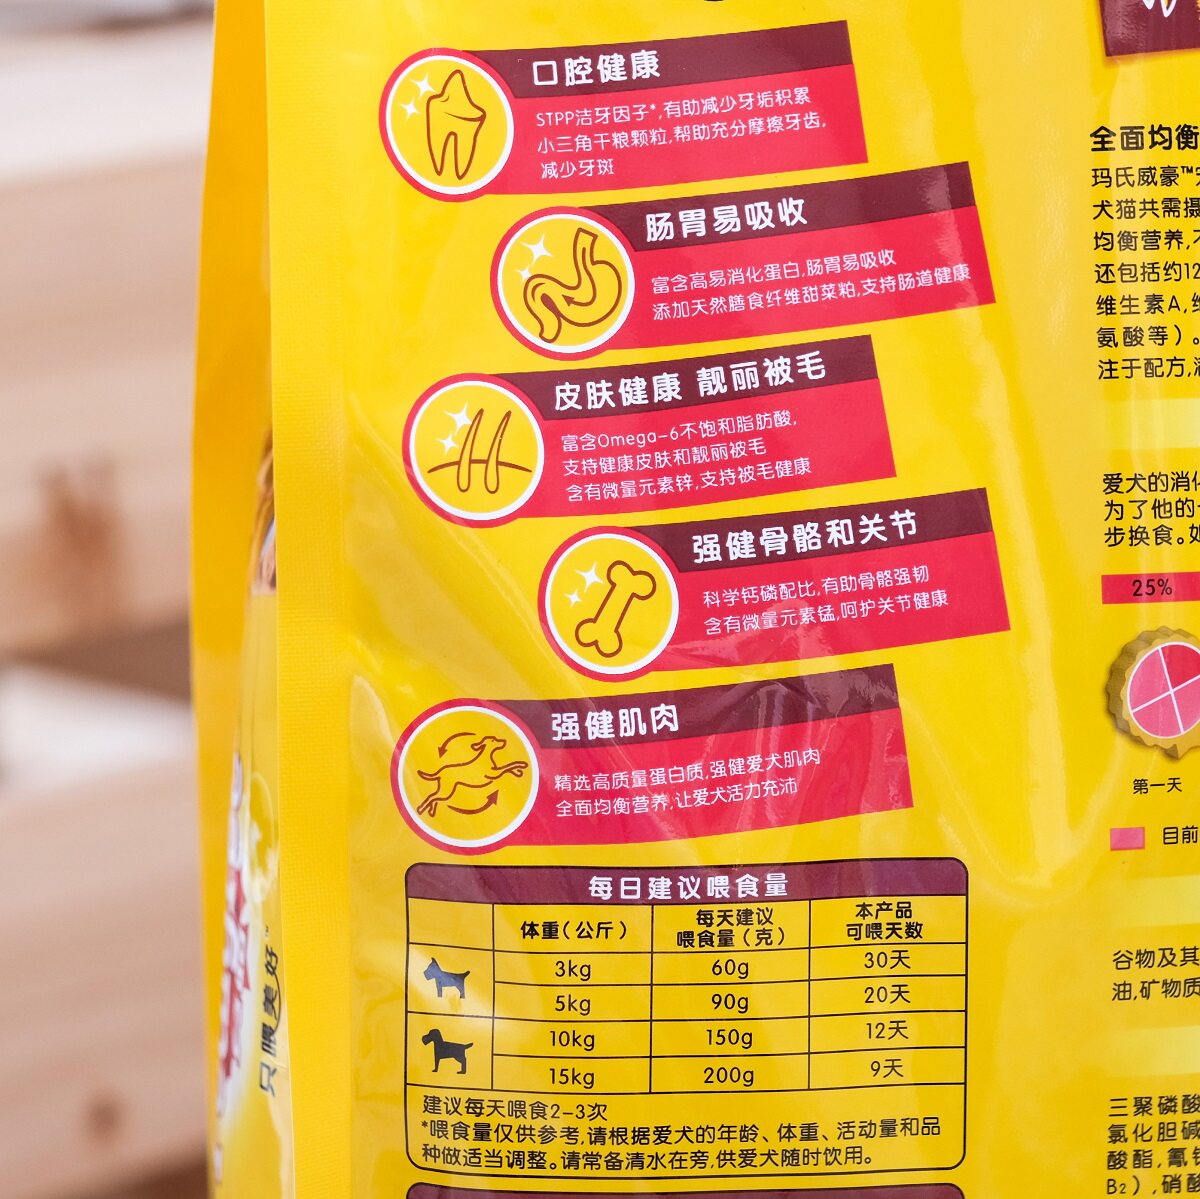 口腔健康
STPP洁牙因子*,有助减少牙垢积累
小三角干粮颗粒,帮助充分摩擦牙齿,
减少牙斑
肠胃易吸收
富含高易消化蛋白,肠胃易吸收
添加天然膳食纤维甜菜粕,支持肠道健康
皮肤健康 靓丽被毛
富含Omega-6不饱和脂肪酸,
支持健康皮肤和靓丽被毛
含有微量元素锌,支持被毛健康
强健骨骼和关节
科学钙磷配比,有助骨骼强韧
含有微量元素锰,呵护关节健康
强健肌肉
精选高质量蛋白质,强健爱犬肌肉
全面均衡营养,让爱犬活力充沛
每日建议喂食量
体重(公斤) 每天建议喂食量(克) 本产品可喂天数
3kg 60g 30天
5kg 90g 20天
10kg 150g 12天
15kg 200g 9天
建议每天喂食2-3次
*喂食量仅供参考,请根据爱犬的年龄、体重、活动量和品
种做适当调整。请常备清水在旁,供爱犬随时饮用。
全面均衡
玛氏威豪™
犬猫共需摄
均衡营养,
还包括约12
维生素A,
氨酸等)。
注于配方,
爱犬的消化
为了他的
步换食。如
25%
第一天
目前
谷物及其
油,矿物质
三聚磷酸
氯化胆碱
酸酯,氰
B2),硝酸
只喂美好™